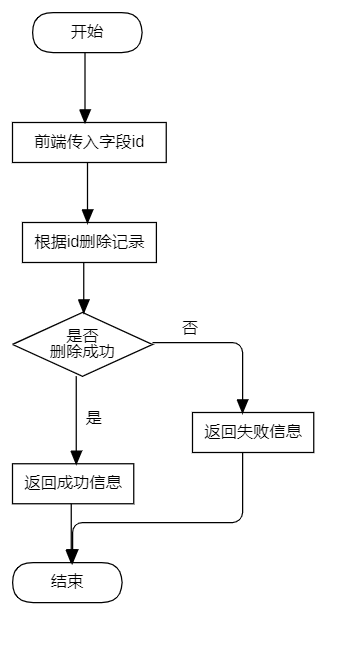 开始
前端传入字段id
根据id删除记录
是否
删除成功
否
是
返回失败信息
返回成功信息
结束